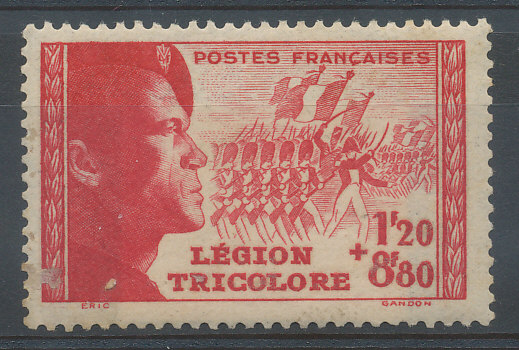 POSTES FRANÇAISES
1F20
+ 8F80
LÉGION
TRICOLORE
ERIC
GANDON